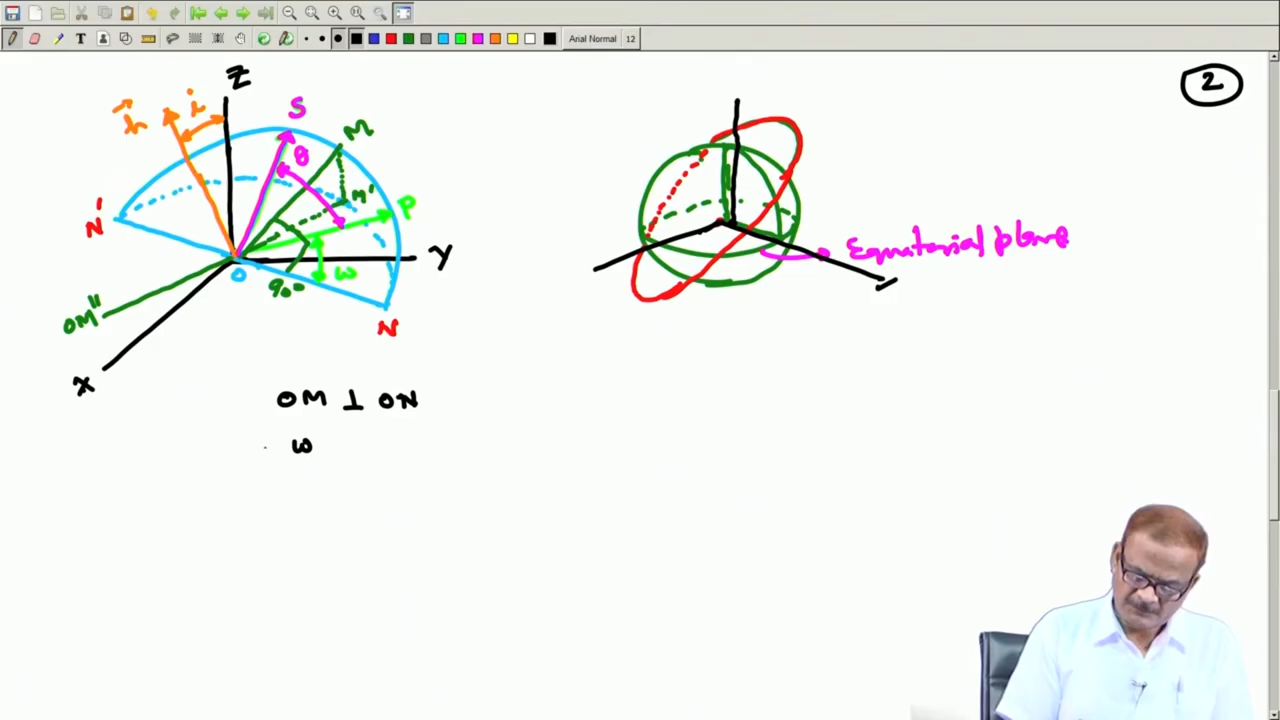 Arial Normal 12
2
Z
h i S
θ M
N' M' P
Y
O ω
90°
OM"
N
X
Equatorial plane
OM ⊥ ON
ω